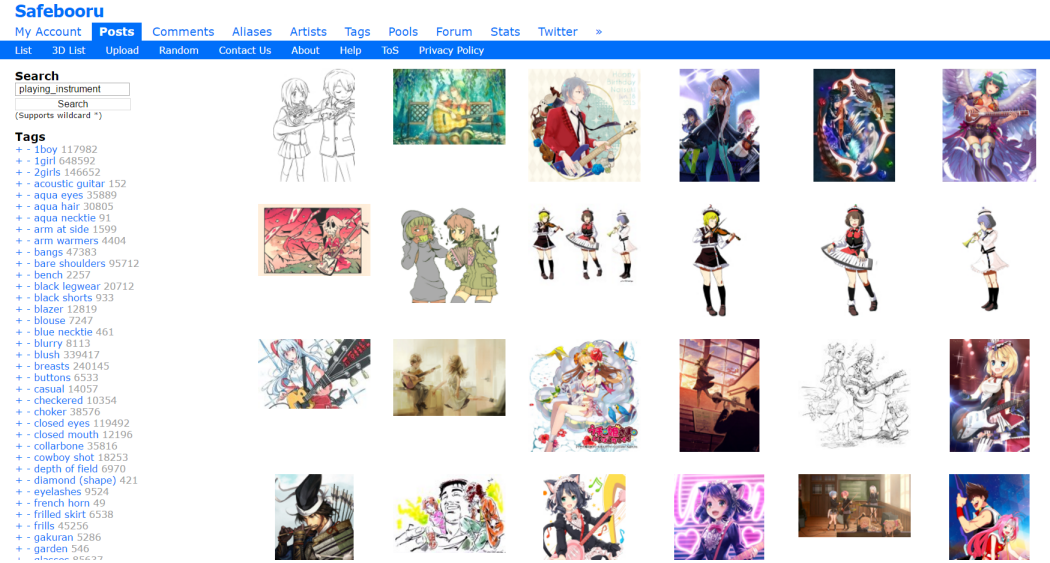 Safebooru
My Account Posts Comments Aliases Artists Tags Pools Forum Stats Twitter »
List 3D List Upload Random Contact Us About Help ToS Privacy Policy
Search
playing_instrument
Search
(Supports wildcard *)
Tags
+ - 1boy 117982
+ - 1girl 648592
+ - 2girls 146652
+ - acoustic guitar 152
+ - aqua eyes 35889
+ - aqua hair 30805
+ - aqua necktie 91
+ - arm at side 1599
+ - arm warmers 4404
+ - bangs 47383
+ - bare shoulders 95712
+ - bench 2257
+ - black legwear 20712
+ - black shorts 933
+ - blazer 12819
+ - blouse 7247
+ - blue necktie 461
+ - blurry 8113
+ - blush 339417
+ - breasts 240145
+ - buttons 6533
+ - casual 14057
+ - checkered 10354
+ - choker 38576
+ - closed eyes 119492
+ - closed mouth 12196
+ - collarbone 35816
+ - cowboy shot 18253
+ - depth of field 6970
+ - diamond (shape) 421
+ - eyelashes 9524
+ - french horn 49
+ - frilled skirt 6538
+ - frills 45256
+ - gakuran 5286
+ - garden 546
+ - glasses 85637